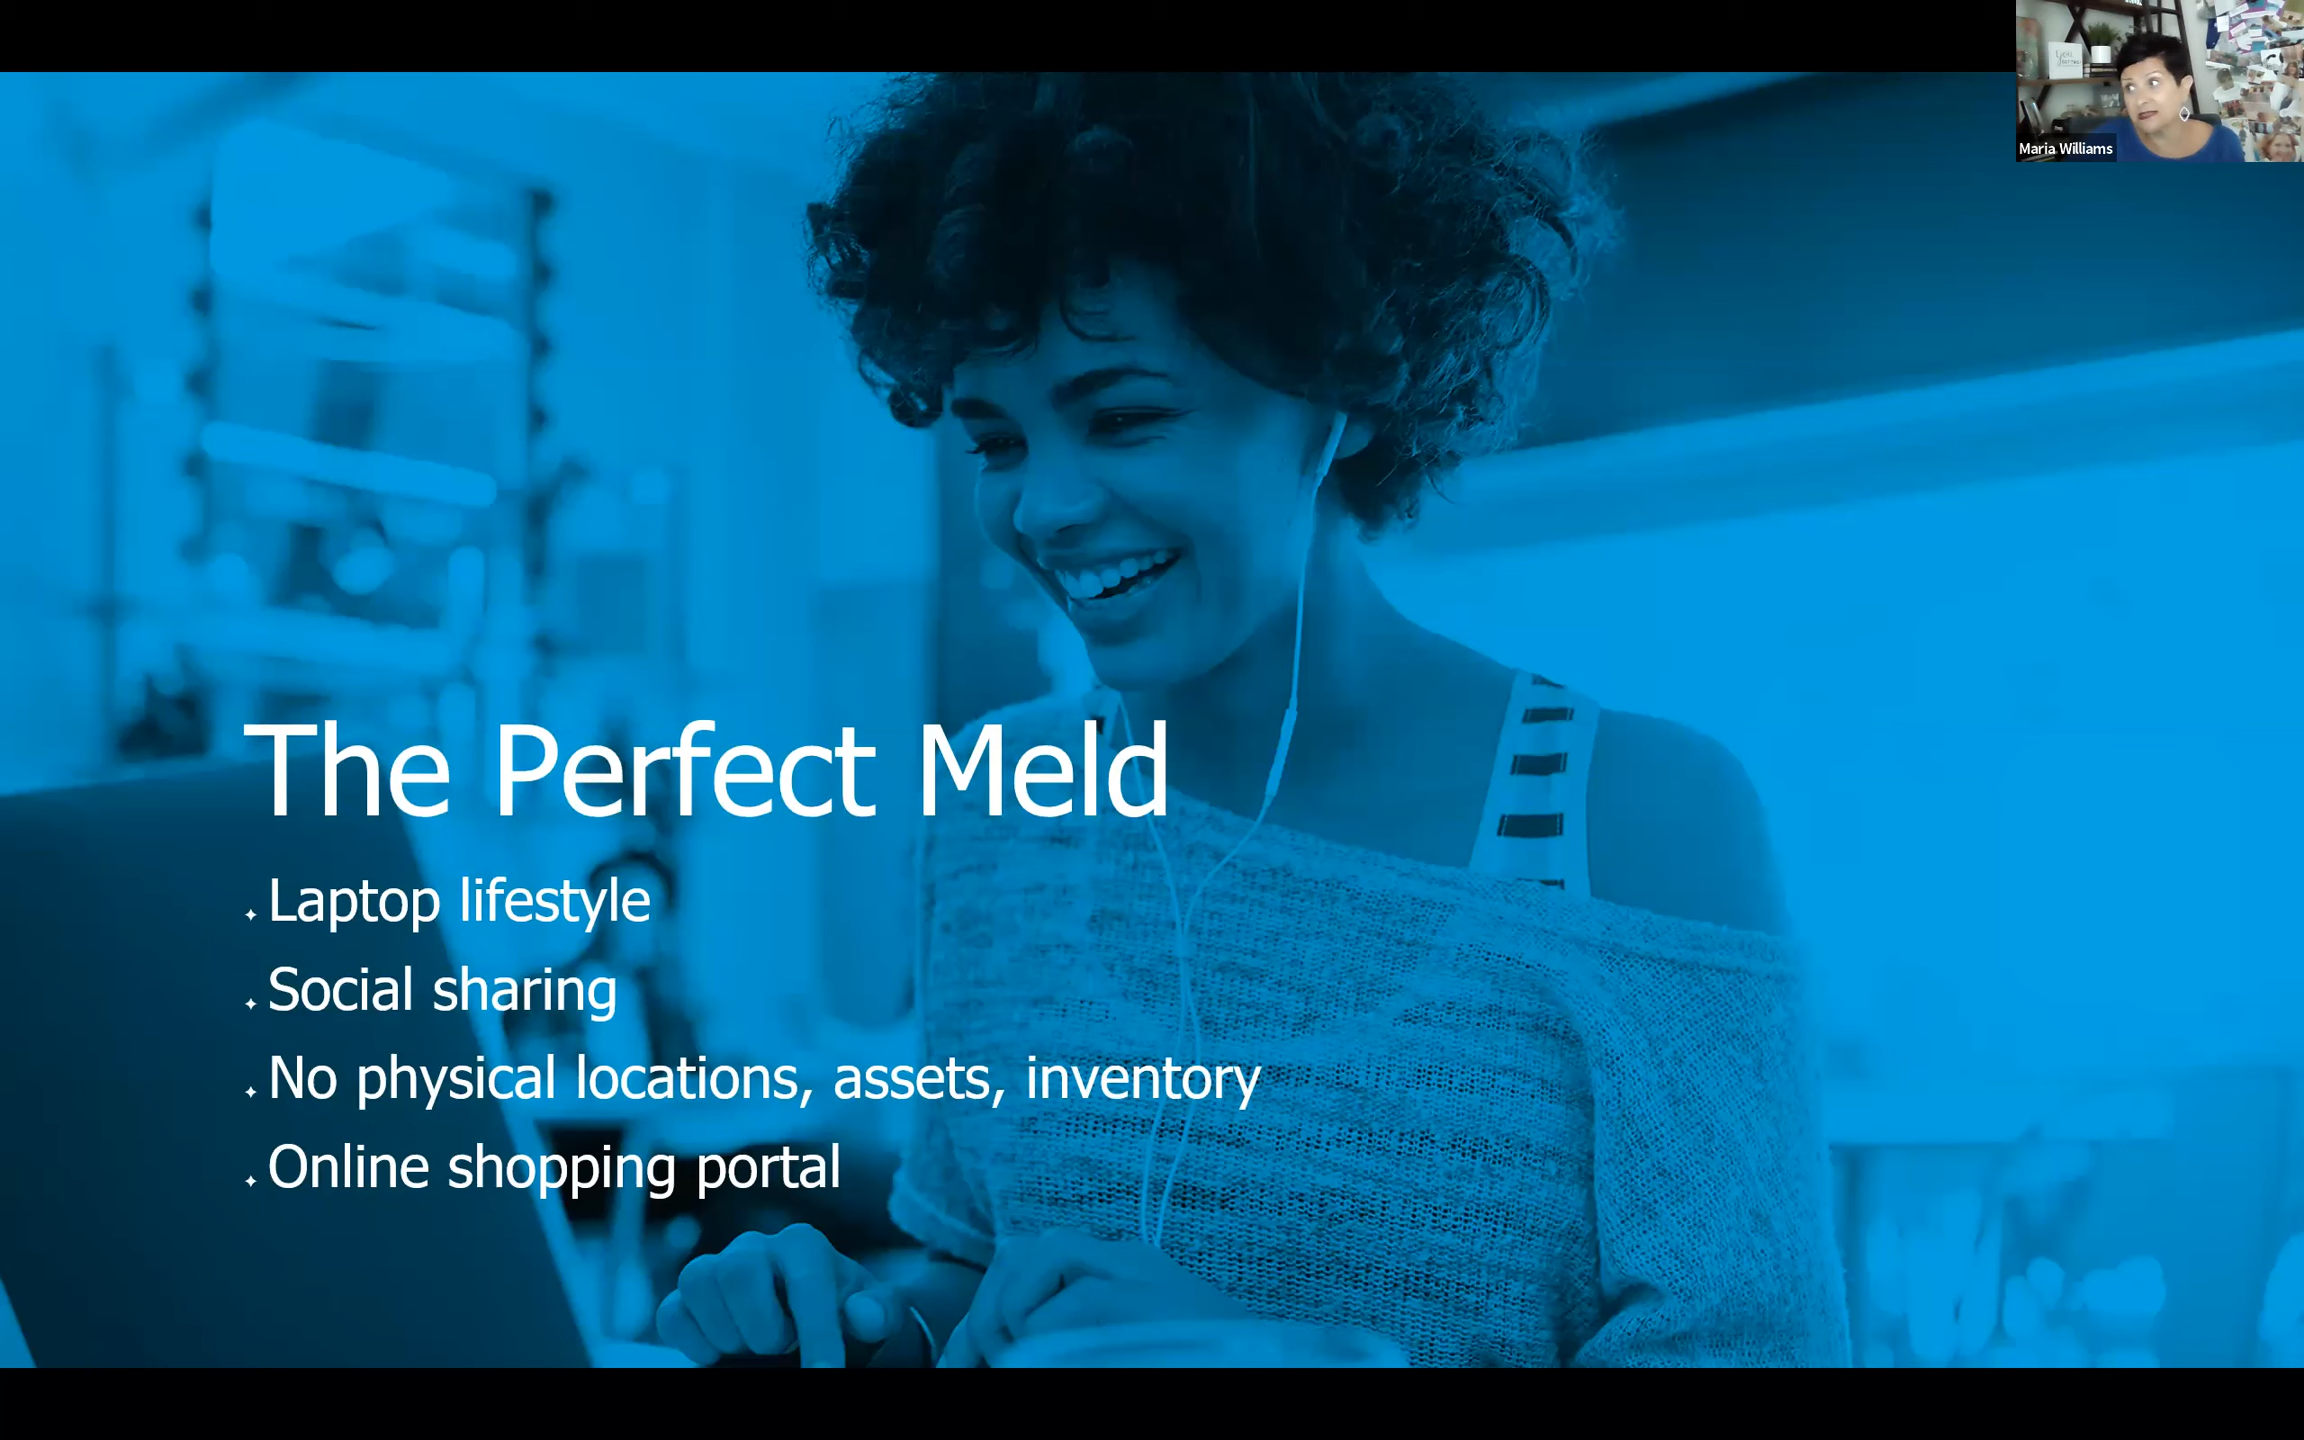 Maria Williams
The Perfect Meld
Laptop lifestyle
Social sharing
No physical locations, assets, inventory
Online shopping portal